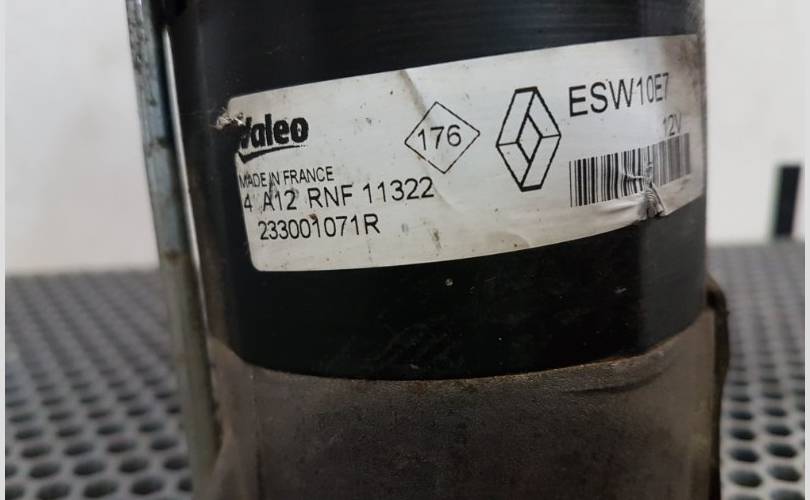 Valeo
176
ESW10E7
12V
MADE IN FRANCE
4 A12 RNF 11322
233001071R